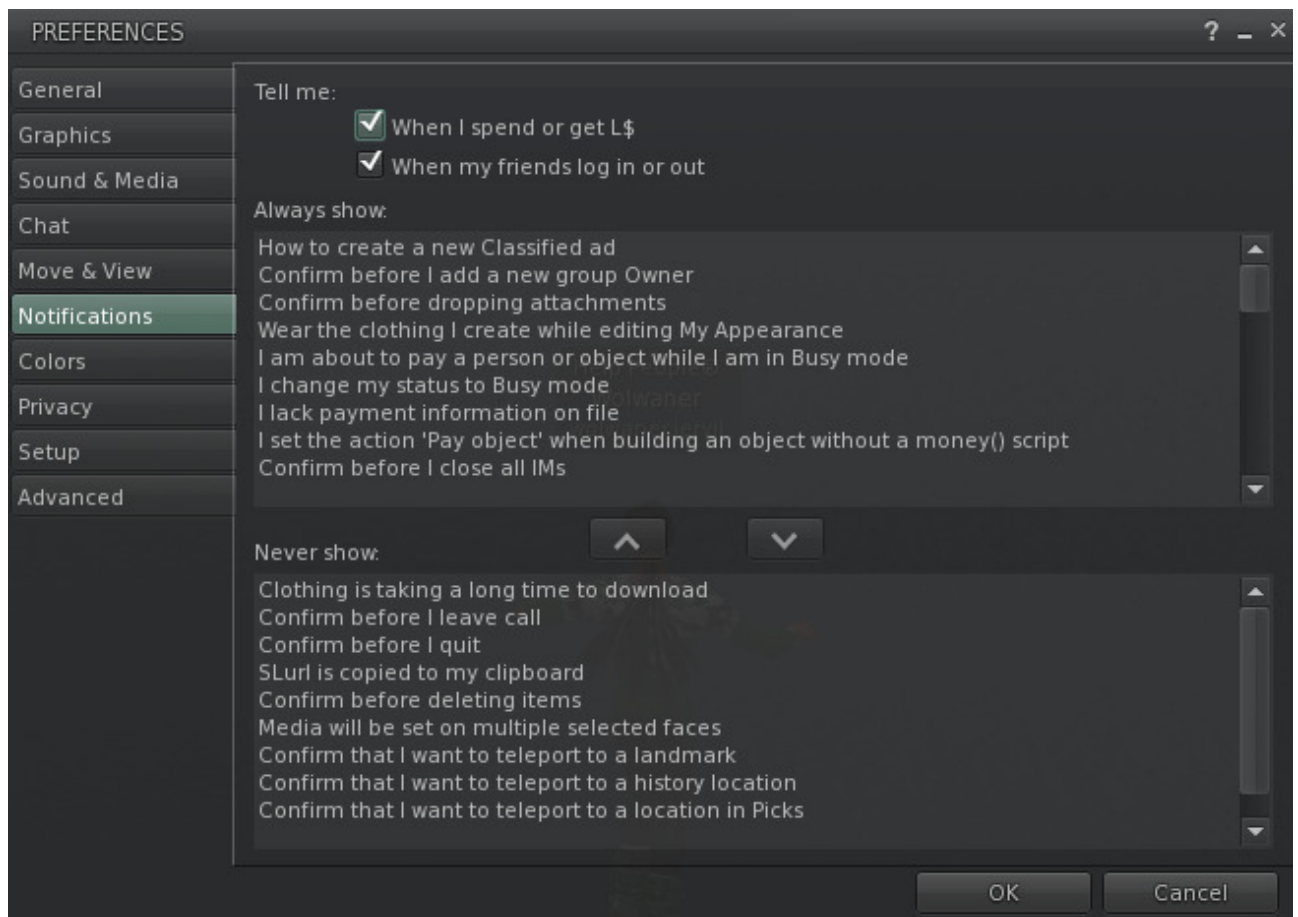 PREFERENCES
?
General
Graphics
Sound & Media
Chat
Move & View
Notifications
Colors
Privacy
Setup
Advanced
Tell me:
When I spend or get L$
When my friends log in or out
Always show:
How to create a new Classified ad
Confirm before I add a new group Owner
Confirm before dropping attachments
Wear the clothing I create while editing My Appearance
I am about to pay a person or object while I am in Busy mode
I change my status to Busy mode
I lack payment information on file
I set the action 'Pay object' when building an object without a money() script
Confirm before I close all IMs
Never show:
Clothing is taking a long time to download
Confirm before I leave call
Confirm before I quit
SLurl is copied to my clipboard
Confirm before deleting items
Media will be set on multiple selected faces
Confirm that I want to teleport to a landmark
Confirm that I want to teleport to a history location
Confirm that I want to teleport to a location in Picks
OK
Cancel